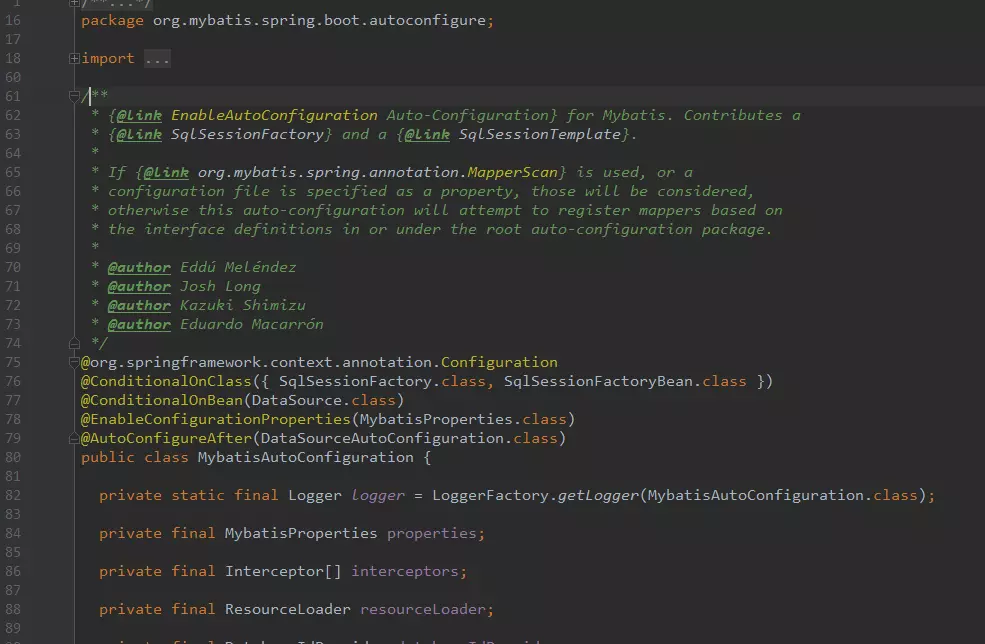 1 /**...*/
16 package org.mybatis.spring.boot.autoconfigure;
17
18 import ...
60
61 /**
62 * {@link EnableAutoConfiguration Auto-Configuration} for Mybatis. Contributes a
63 * {@link SqlSessionFactory} and a {@link SqlSessionTemplate}.
64 *
65 * If {@link org.mybatis.spring.annotation.MapperScan} is used, or a
66 * configuration file is specified as a property, those will be considered,
67 * otherwise this auto-configuration will attempt to register mappers based on
68 * the interface definitions in or under the root auto-configuration package.
69 *
70 * @author Eddú Meléndez
71 * @author Josh Long
72 * @author Kazuki Shimizu
73 * @author Eduardo Macarrón
74 */
75 @org.springframework.context.annotation.Configuration
76 @ConditionalOnClass({ SqlSessionFactory.class, SqlSessionFactoryBean.class })
77 @ConditionalOnBean(DataSource.class)
78 @EnableConfigurationProperties(MybatisProperties.class)
79 @AutoConfigureAfter(DataSourceAutoConfiguration.class)
80 public class MybatisAutoConfiguration {
81
82 private static final Logger logger = LoggerFactory.getLogger(MybatisAutoConfiguration.class);
83
84 private final MybatisProperties properties;
85
86 private final Interceptor[] interceptors;
87
88 private final ResourceLoader resourceLoader;
89